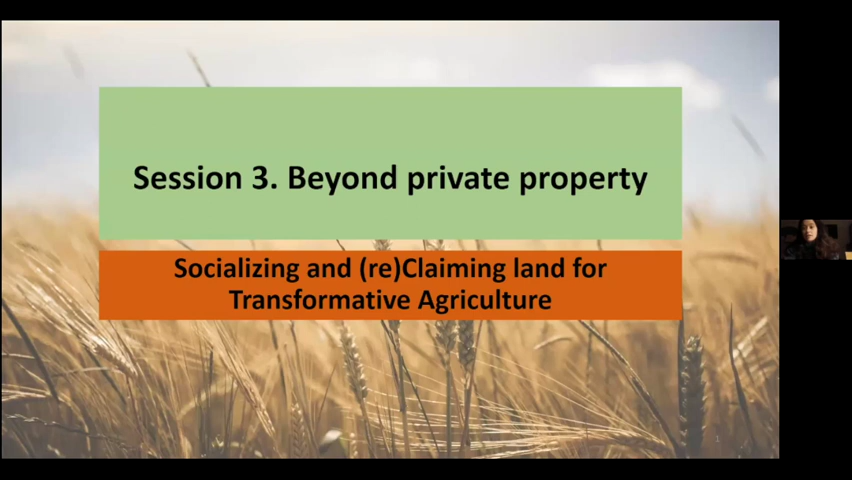 Session 3. Beyond private property
Socializing and (re)Claiming land for
Transformative Agriculture